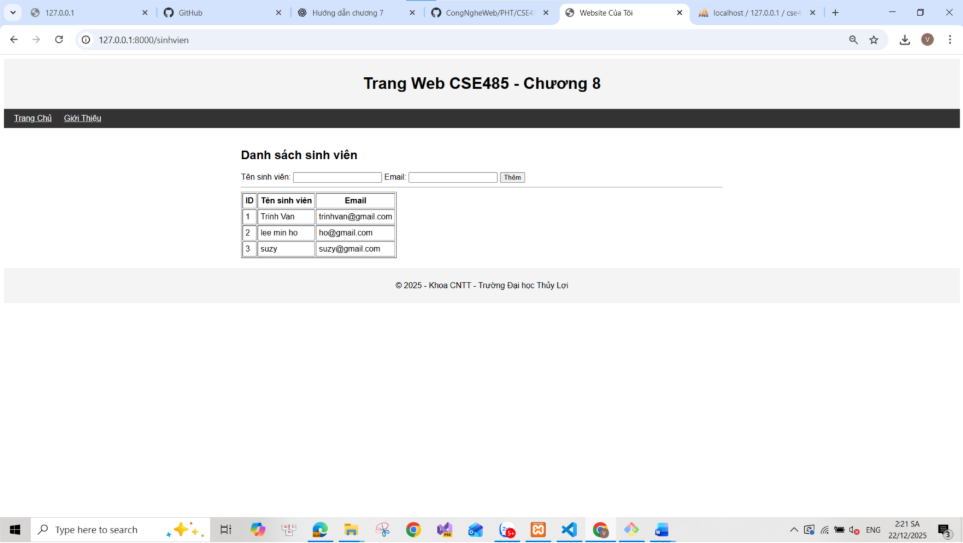 127.0.0.1
GitHub
Hướng dẫn chương 7
CongNgheWeb/PHT/CSE4
Website Của Tôi
localhost / 127.0.0.1 / cse4
127.0.0.1:8000/sinhvien
V
Trang Web CSE485 - Chương 8
Trang Chủ Giới Thiệu
Danh sách sinh viên
Tên sinh viên: Email: Thêm
ID Tên sinh viên Email
1 Trinh Van trinhvan@gmail.com
2 lee min ho ho@gmail.com
3 suzy suzy@gmail.com
© 2025 - Khoa CNTT - Trường Đại học Thủy Lợi
Type here to search
5+
ENG
2:21 SA
22/12/2025
3